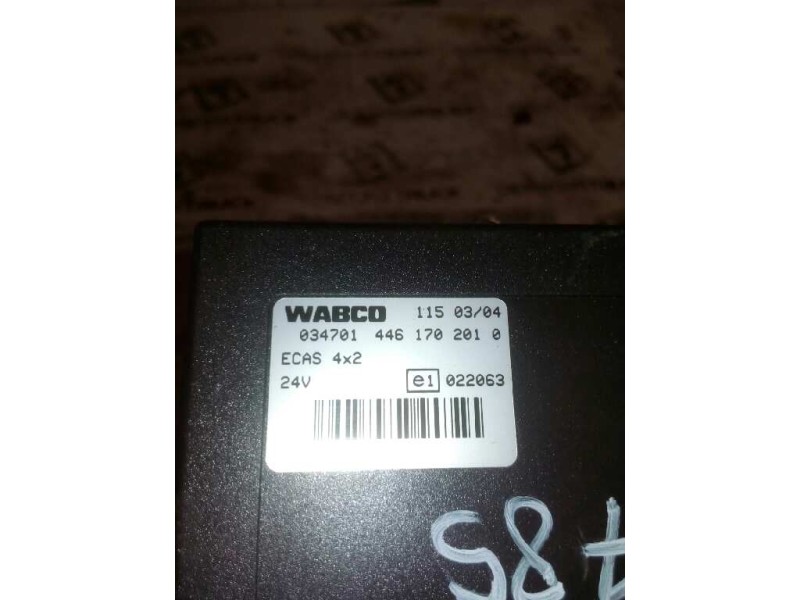 WABCO 115 03/04
034701 446 170 201 0
ECAS 4x2
24V e1 022063